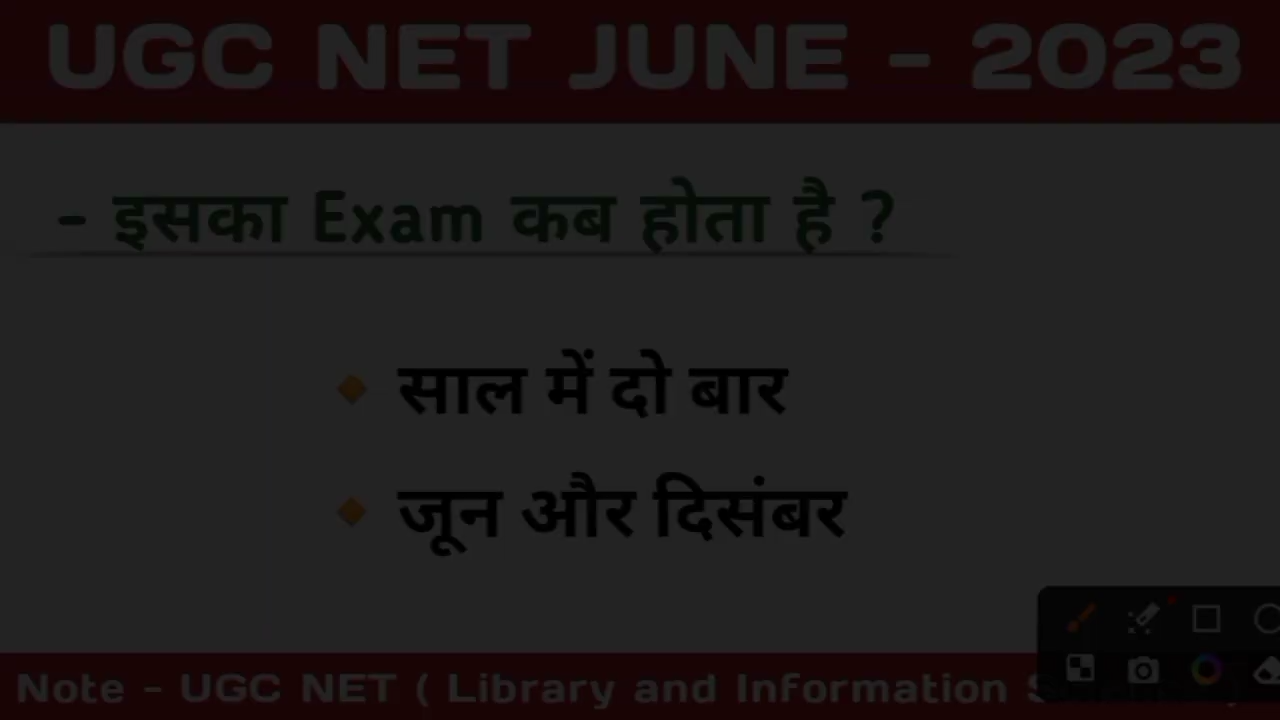 UGC NET JUNE - 2023
- इसका Exam कब होता है ?
साल में दो बार
जून और दिसंबर
Note - UGC NET ( Library and Information